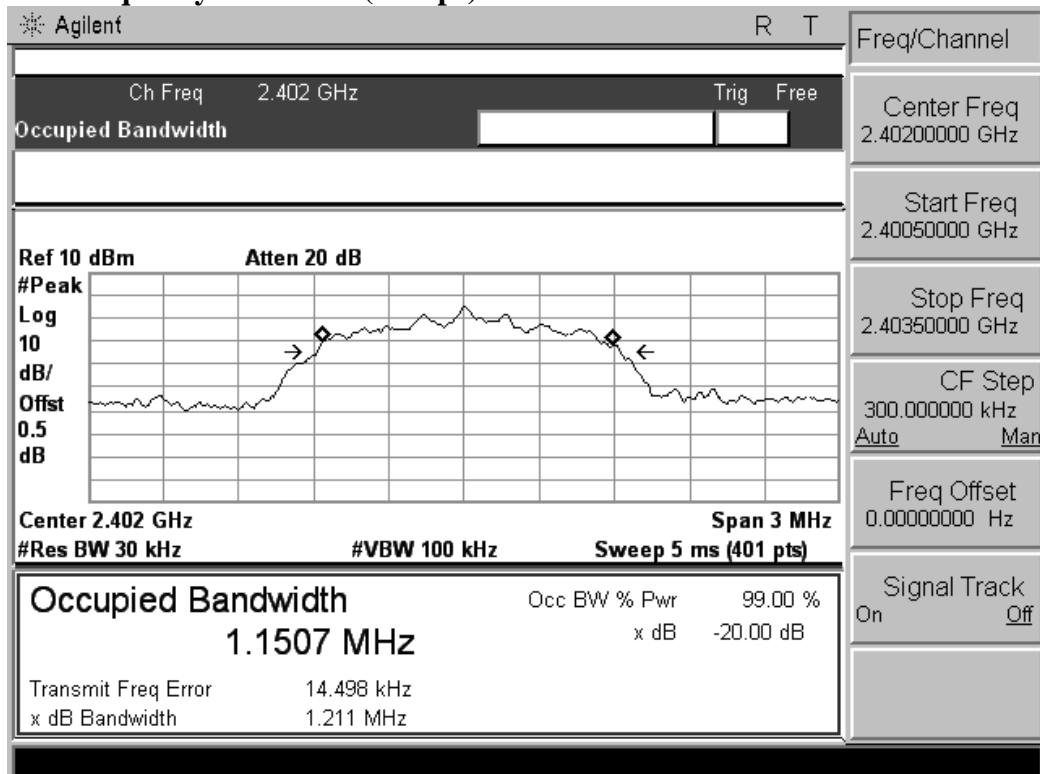 Agilent R T
Ch Freq 2.402 GHz Trig Free
Occupied Bandwidth
Ref 10 dBm Atten 20 dB
#Peak
Log
10
dB/
Offst
0.5
dB
Center 2.402 GHz Span 3 MHz
#Res BW 30 kHz #VBW 100 kHz Sweep 5 ms (401 pts)
Occupied Bandwidth
1.1507 MHz
Occ BW % Pwr 99.00 %
x dB -20.00 dB
Transmit Freq Error 14.498 kHz
x dB Bandwidth 1.211 MHz
Freq/Channel
Center Freq
2.40200000 GHz
Start Freq
2.40050000 GHz
Stop Freq
2.40350000 GHz
CF Step
300.000000 kHz
Auto Man
Freq Offset
0.00000000 Hz
Signal Track
On Off